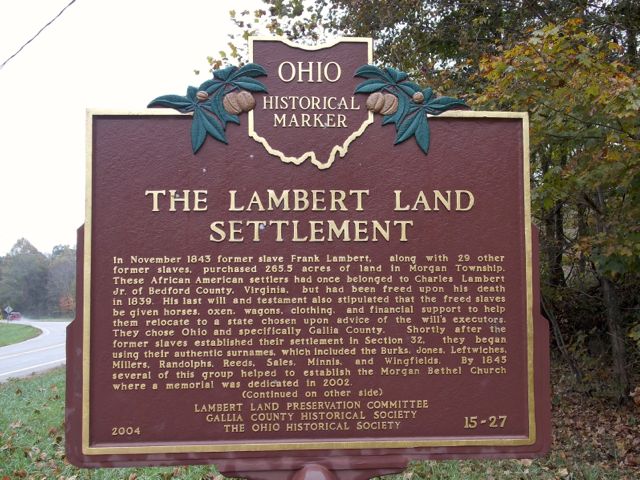 OHIO
HISTORICAL
MARKER
THE LAMBERT LAND
SETTLEMENT
In November 1843 former slave Frank Lambert, along with 29 other
former slaves, purchased 265.5 acres of land in Morgan Township.
These African American settlers had once belonged to Charles Lambert
Jr. of Bedford County, Virginia, but had been freed upon his death
in 1839. His last will and testament also stipulated that the freed slaves
be given horses, oxen, wagons, clothing, and financial support to help
them relocate to a state chosen upon advice of the will's executors.
They chose Ohio and specifically Gallia County. Shortly after the
former slaves established their settlement in Section 32, they began
using their authentic surnames, which included the Burks, Jones, Leftwiches,
Millers, Randolphs, Reeds, Sales, Minnis, and Wingfields. By 1845
several of this group helped to establish the Morgan Bethel Church
where a memorial was dedicated in 2002.
(Continued on other side)
LAMBERT LAND PRESERVATION COMMITTEE
GALLIA COUNTY HISTORICAL SOCIETY
THE OHIO HISTORICAL SOCIETY
2004
15-27